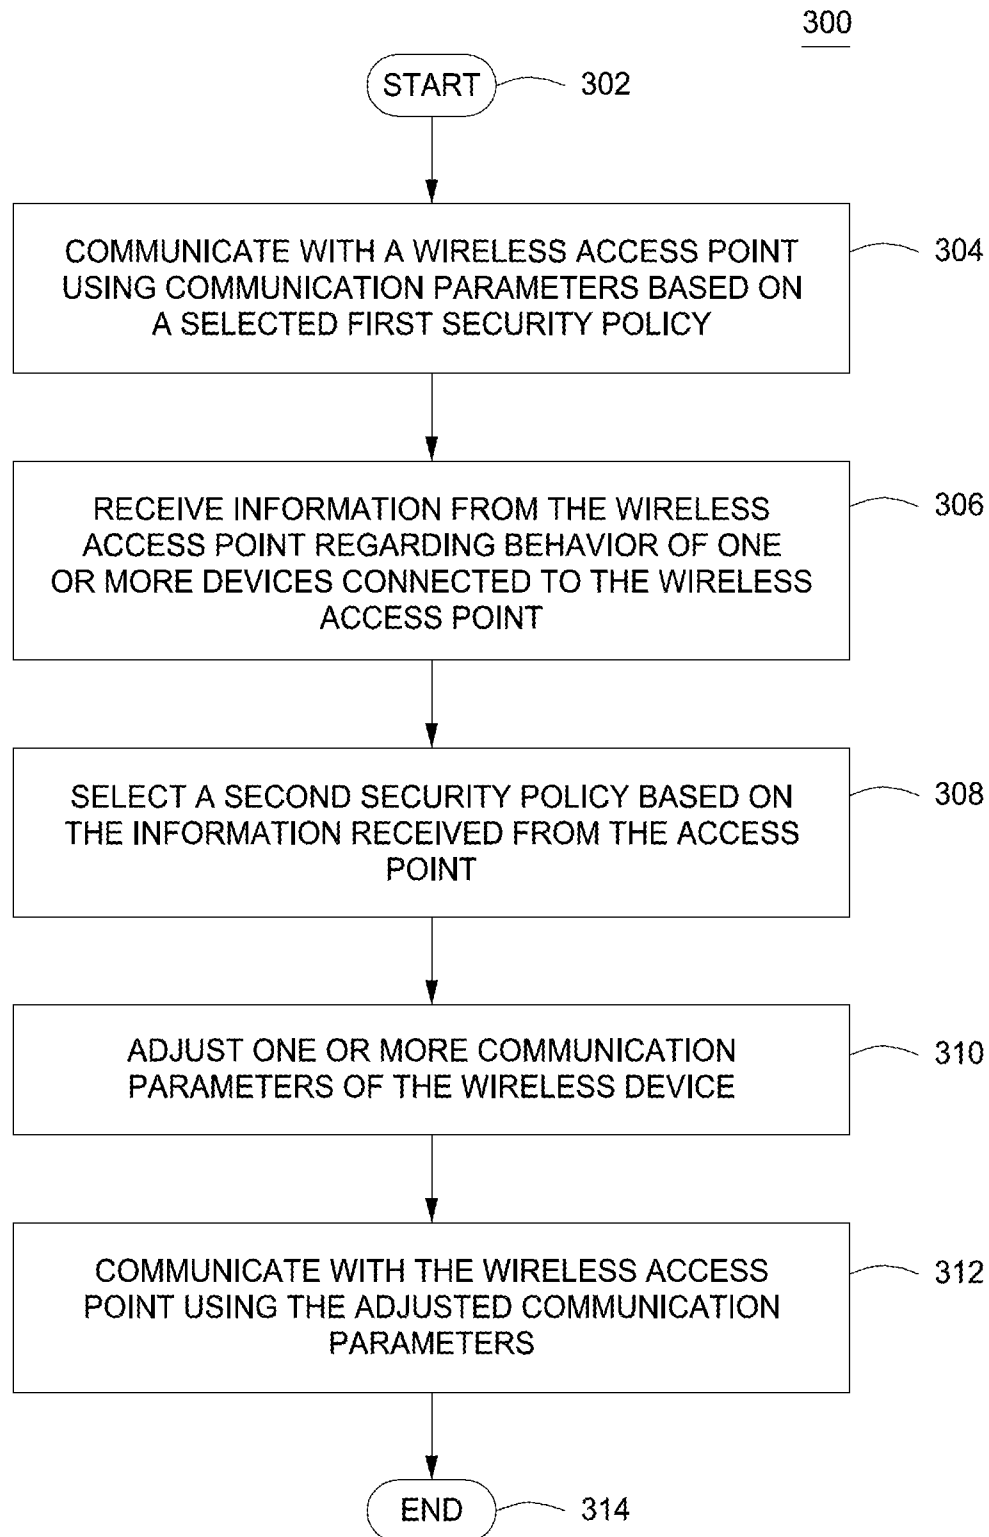 300
START
302
COMMUNICATE WITH A WIRELESS ACCESS POINT
USING COMMUNICATION PARAMETERS BASED ON
A SELECTED FIRST SECURITY POLICY
304
RECEIVE INFORMATION FROM THE WIRELESS
ACCESS POINT REGARDING BEHAVIOR OF ONE
OR MORE DEVICES CONNECTED TO THE WIRELESS
ACCESS POINT
306
SELECT A SECOND SECURITY POLICY BASED ON
THE INFORMATION RECEIVED FROM THE ACCESS
POINT
308
ADJUST ONE OR MORE COMMUNICATION
PARAMETERS OF THE WIRELESS DEVICE
310
COMMUNICATE WITH THE WIRELESS ACCESS
POINT USING THE ADJUSTED COMMUNICATION
PARAMETERS
312
END
314